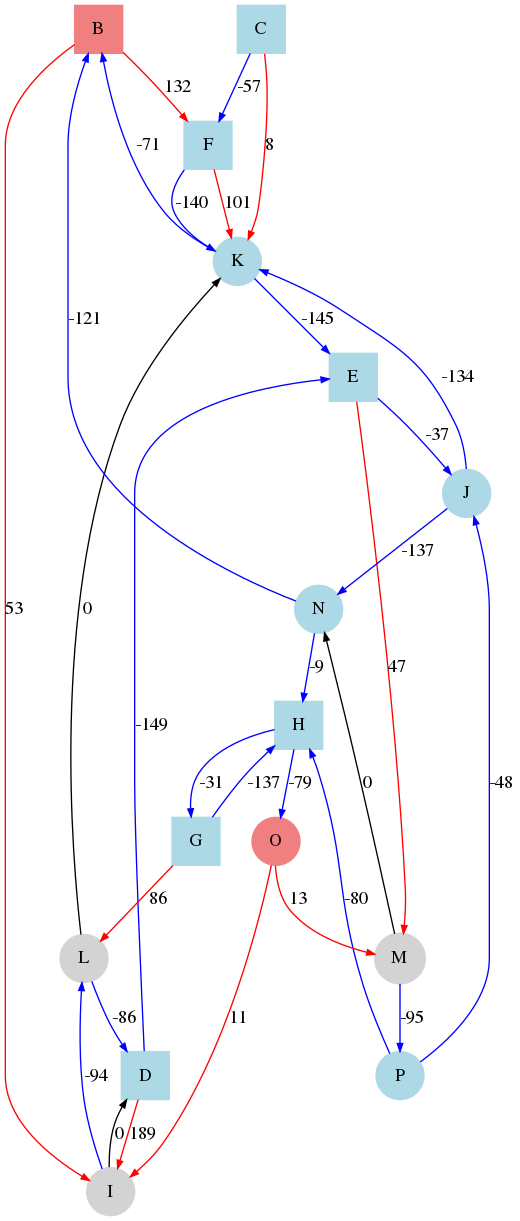 B C
132 -57
F
-71 8
-140 101
K
-121 -145
E
-134
-37
J
-137
N
53 0 -9 47
H
-149
-31 -137 -79 0 -48
G O
86 13 -80
L M
-86 11 -95
-94 D P
0 189
I